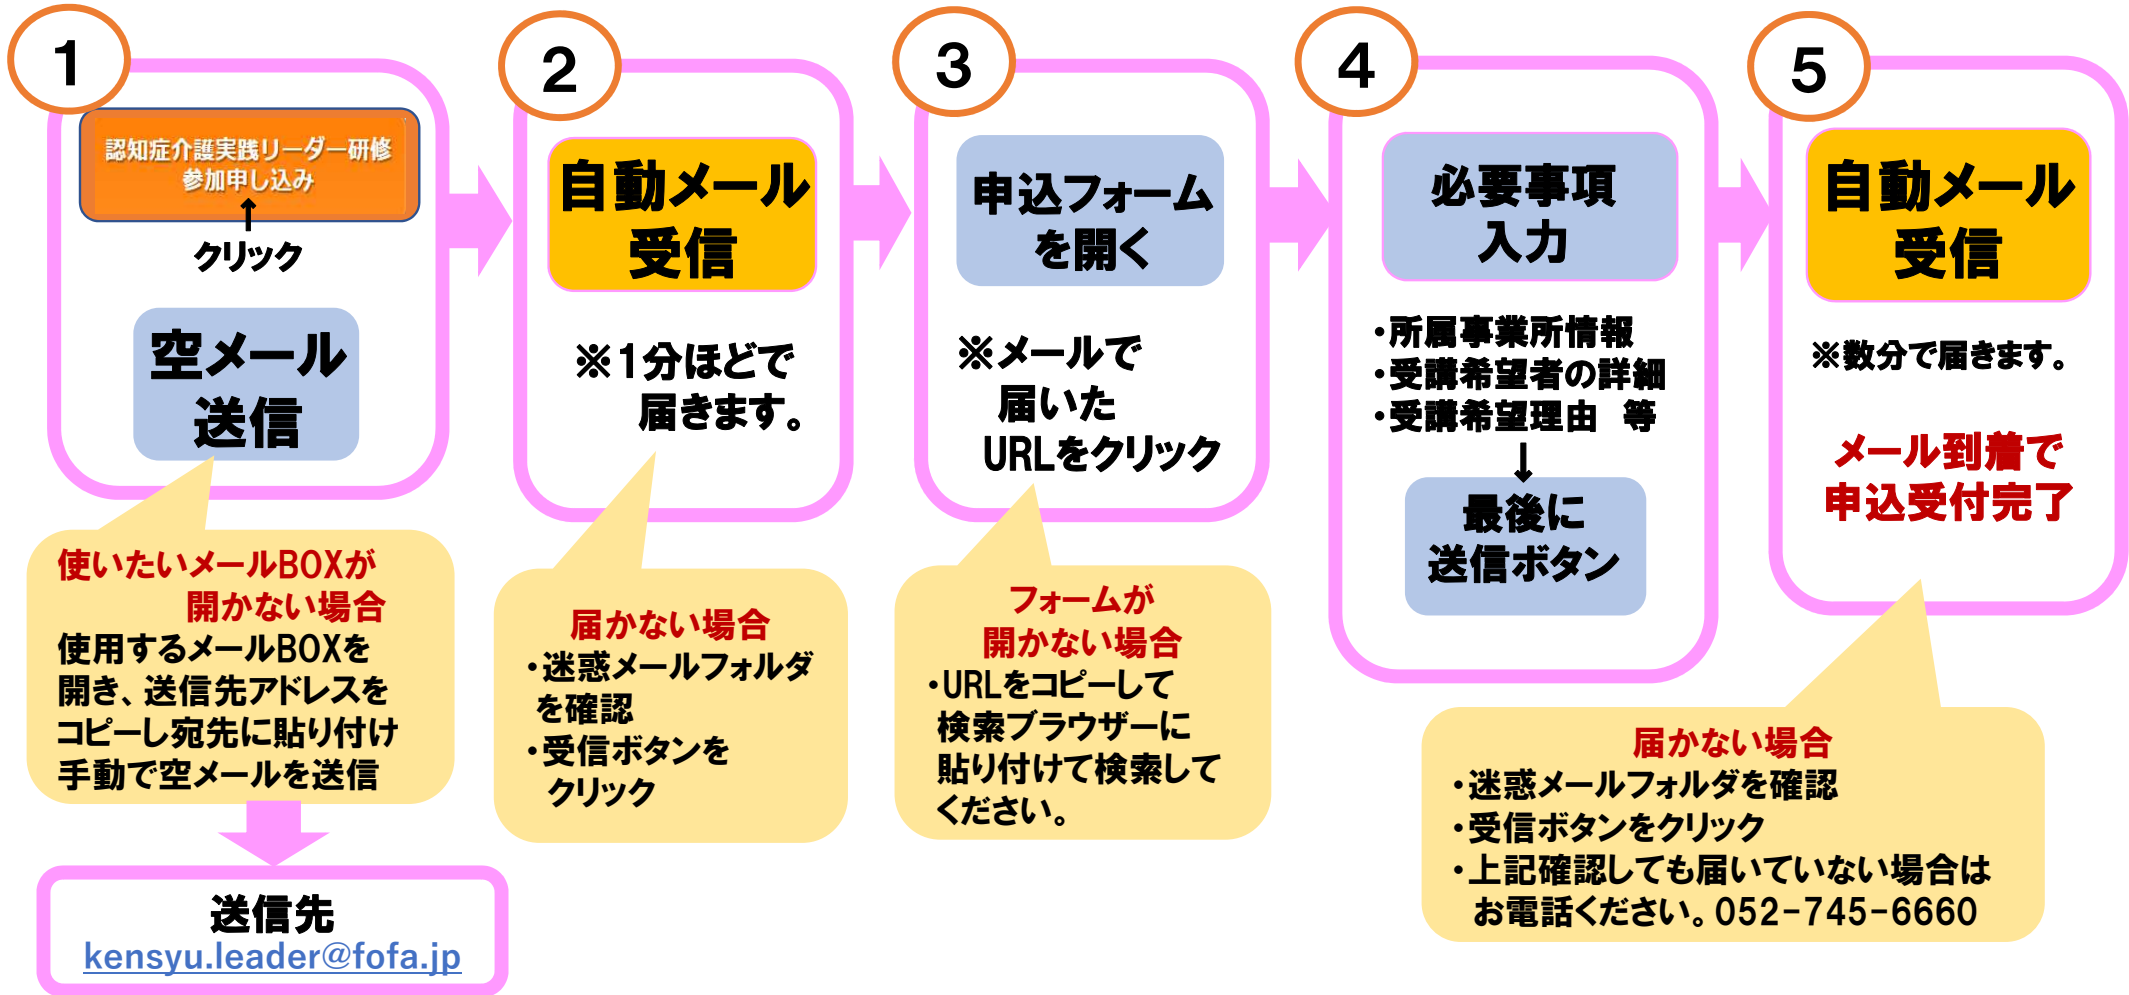 1
認知症介護実践リーダー研修
参加申し込み
↑
クリック
空メール
送信
使いたいメールBOXが
開かない場合
使用するメールBOXを
開き、送信先アドレスを
コピーし宛先に貼り付け
手動で空メールを送信
送信先
kensyu.leader@fofa.jp
2
自動メール
受信
※1分ほどで
届きます。
届かない場合
・迷惑メールフォルダ
を確認
・受信ボタンを
クリック
3
申込フォーム
を開く
※メールで
届いた
URLをクリック
フォームが
開かない場合
・URLをコピーして
検索ブラウザーに
貼り付けて検索して
ください。
4
必要事項
入力
・所属事業所情報
・受講希望者の詳細
・受講希望理由　等
↓
最後に
送信ボタン
5
自動メール
受信
※数分で届きます。
メール到着で
申込受付完了
届かない場合
・迷惑メールフォルダを確認
・受信ボタンをクリック
・上記確認しても届いていない場合は
お電話ください。052-745-6660